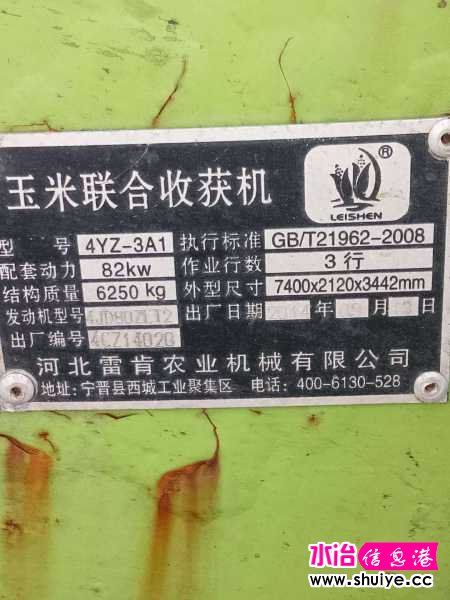 玉米联合收获机
®
LEISHEN
型 号 4YZ-3A1 执行标准 GB/T21962-2008
配套动力 82kw 作业行数 3行
结构质量 6250 kg 外型尺寸 7400x2120x3442mm
发动机型号 出厂日期 2014 年 月 日
出厂编号
河北雷肯农业机械有限公司
地址: 宁晋县西城工业聚集区 电话: 400-6130-528
水冶信息港
www.shuiye.cc